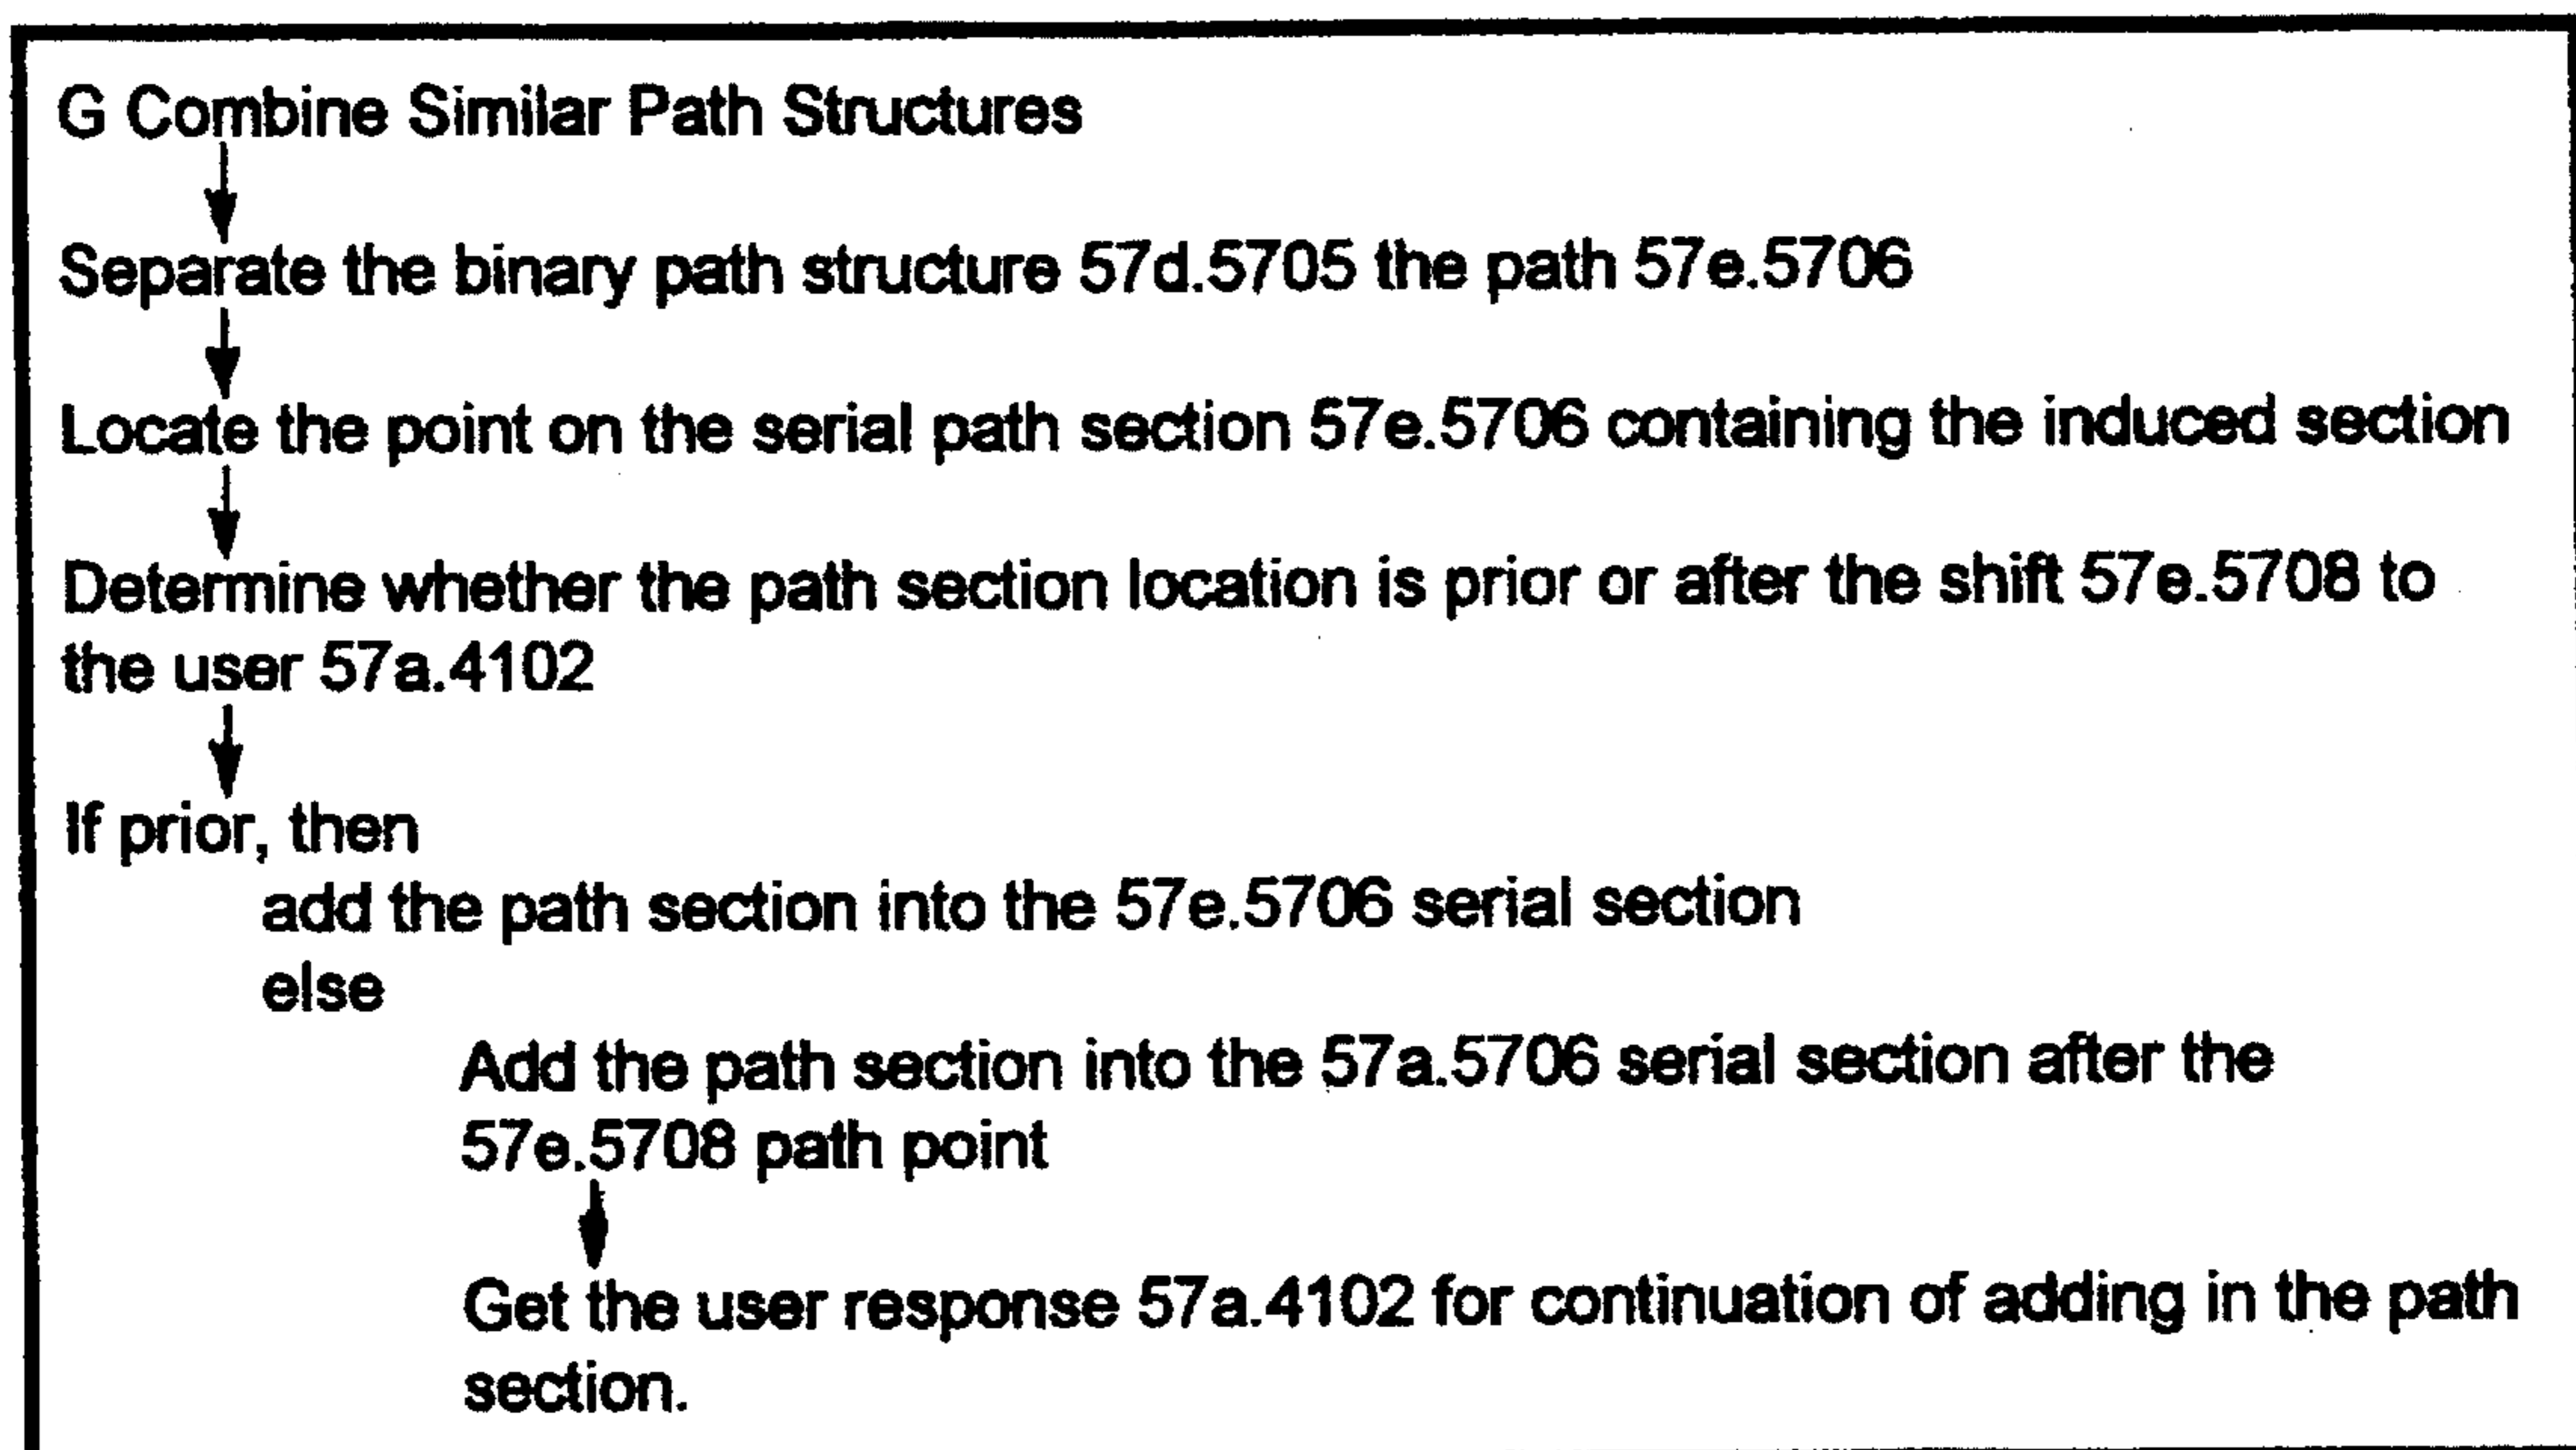 G Combine Similar Path Structures
Separate the binary path structure 57d.5705 the path 57e.5706
Locate the point on the serial path section 57e.5706 containing the induced section
Determine whether the path section location is prior or after the shift 57e.5708 to
the user 57a.4102
If prior, then
add the path section into the 57e.5706 serial section
else
Add the path section into the 57a.5706 serial section after the
57e.5708 path point
Get the user response 57a.4102 for continuation of adding in the path
section.